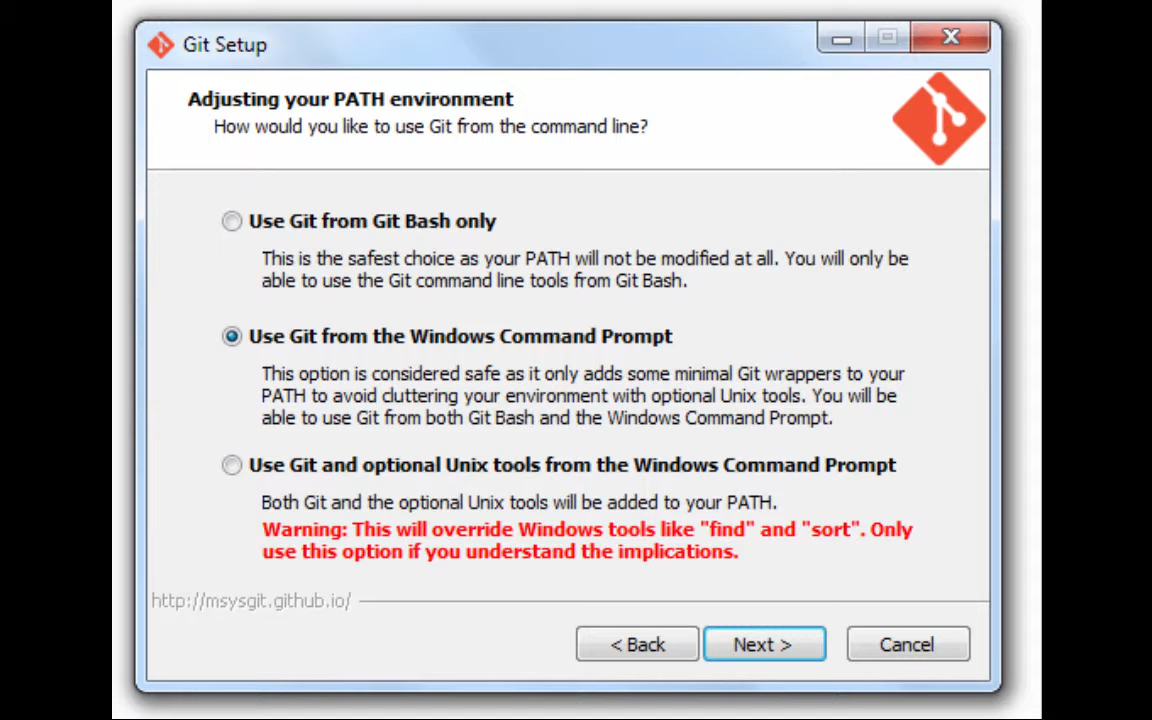 Git Setup
Adjusting your PATH environment
How would you like to use Git from the command line?
Use Git from Git Bash only
This is the safest choice as your PATH will not be modified at all. You will only be
able to use the Git command line tools from Git Bash.
Use Git from the Windows Command Prompt
This option is considered safe as it only adds some minimal Git wrappers to your
PATH to avoid cluttering your environment with optional Unix tools. You will be
able to use Git from both Git Bash and the Windows Command Prompt.
Use Git and optional Unix tools from the Windows Command Prompt
Both Git and the optional Unix tools will be added to your PATH.
Warning: This will override Windows tools like "find" and "sort". Only
use this option if you understand the implications.
http://msysgit.github.io/
< Back Next > Cancel